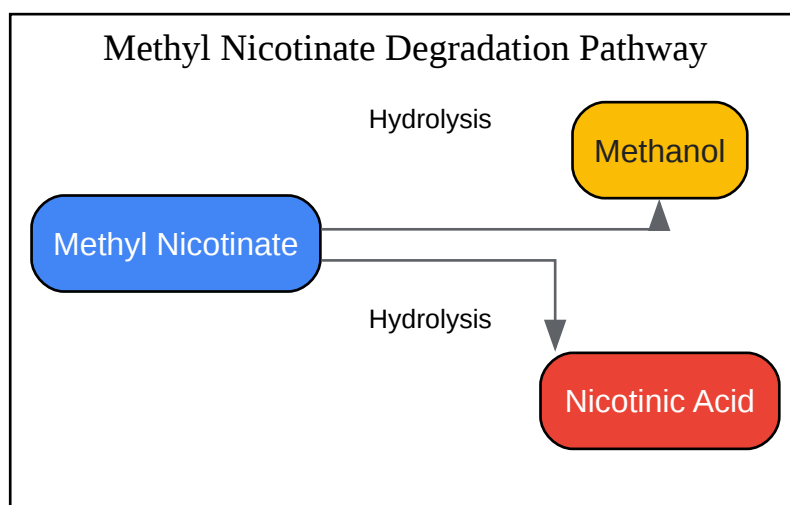 Methyl Nicotinate Degradation Pathway
Hydrolysis
Methanol
Methyl Nicotinate
Hydrolysis
Nicotinic Acid